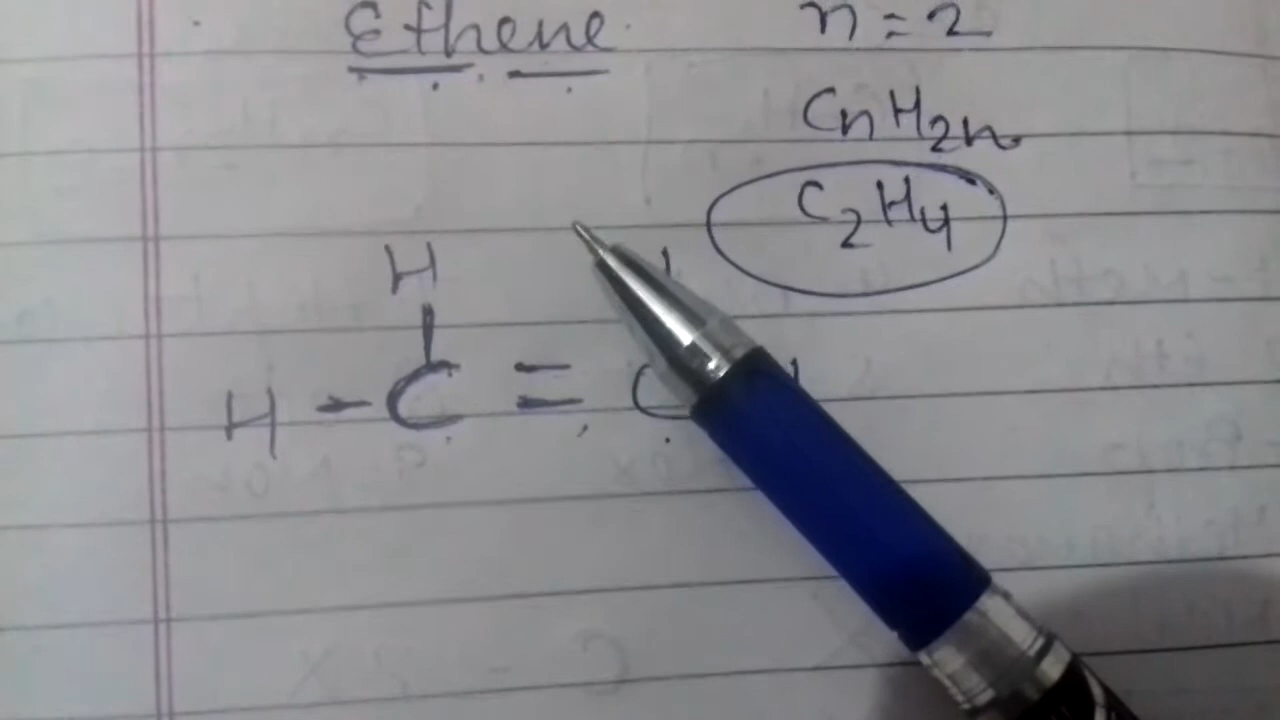 Ethene n = 2
CnH2n
C2H4
H
H - C = C